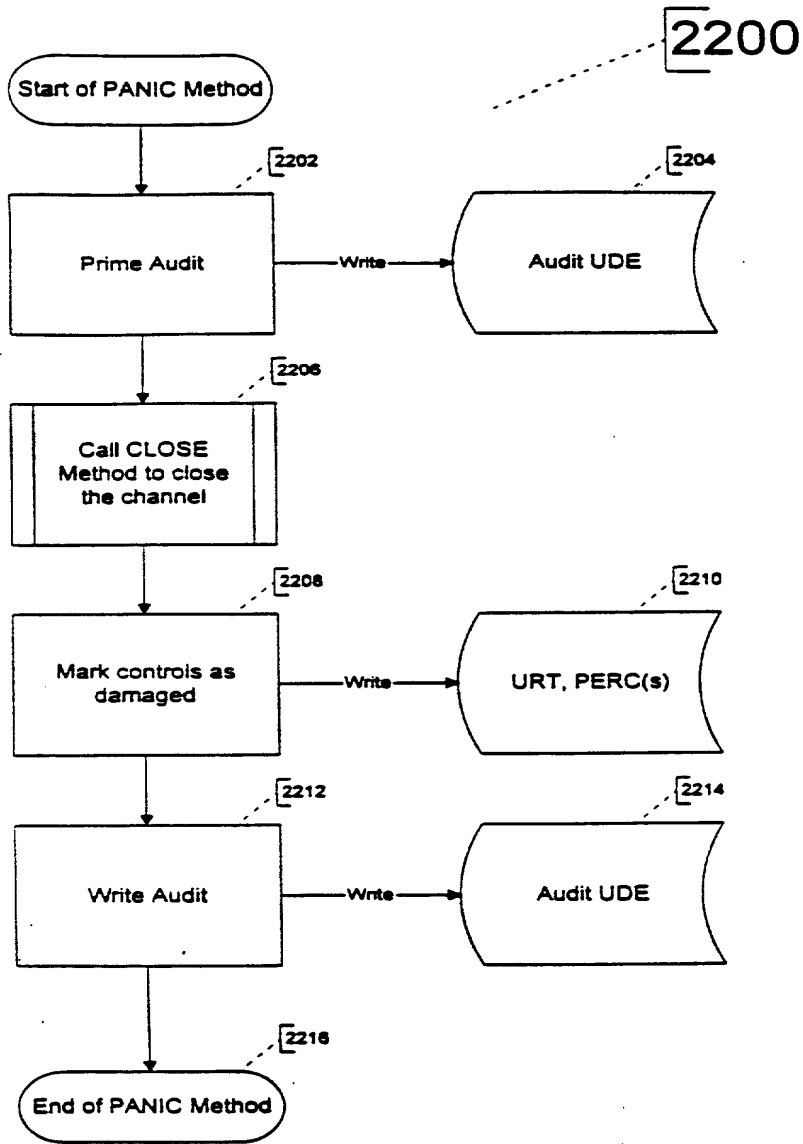 2200
Start of PANIC Method
2202
2204
Prime Audit
Write
Audit UDE
2206
Call CLOSE
Method to close
the channel
2208
2210
Mark controls as
damaged
Write
URT, PERC(s)
2212
2214
Write Audit
Write
Audit UDE
2216
End of PANIC Method